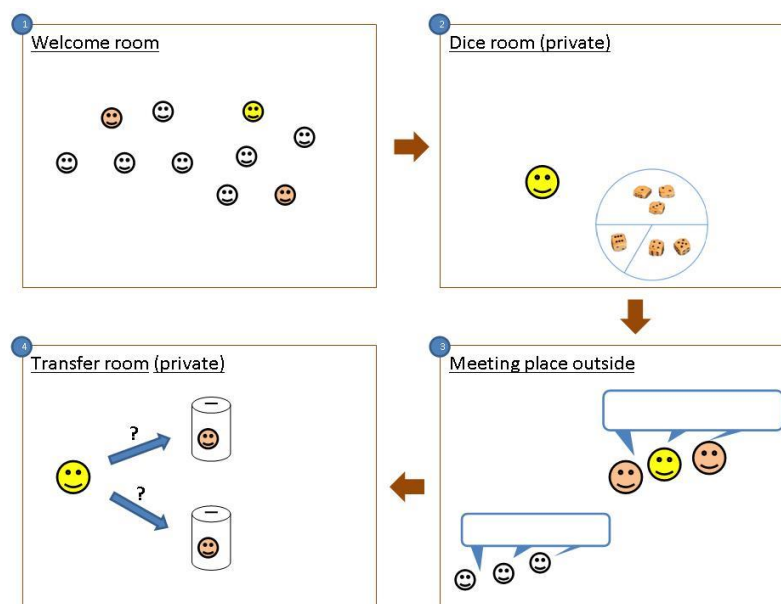 1
Welcome room
2
Dice room (private)
3
Meeting place outside
4
Transfer room (private)
?
?